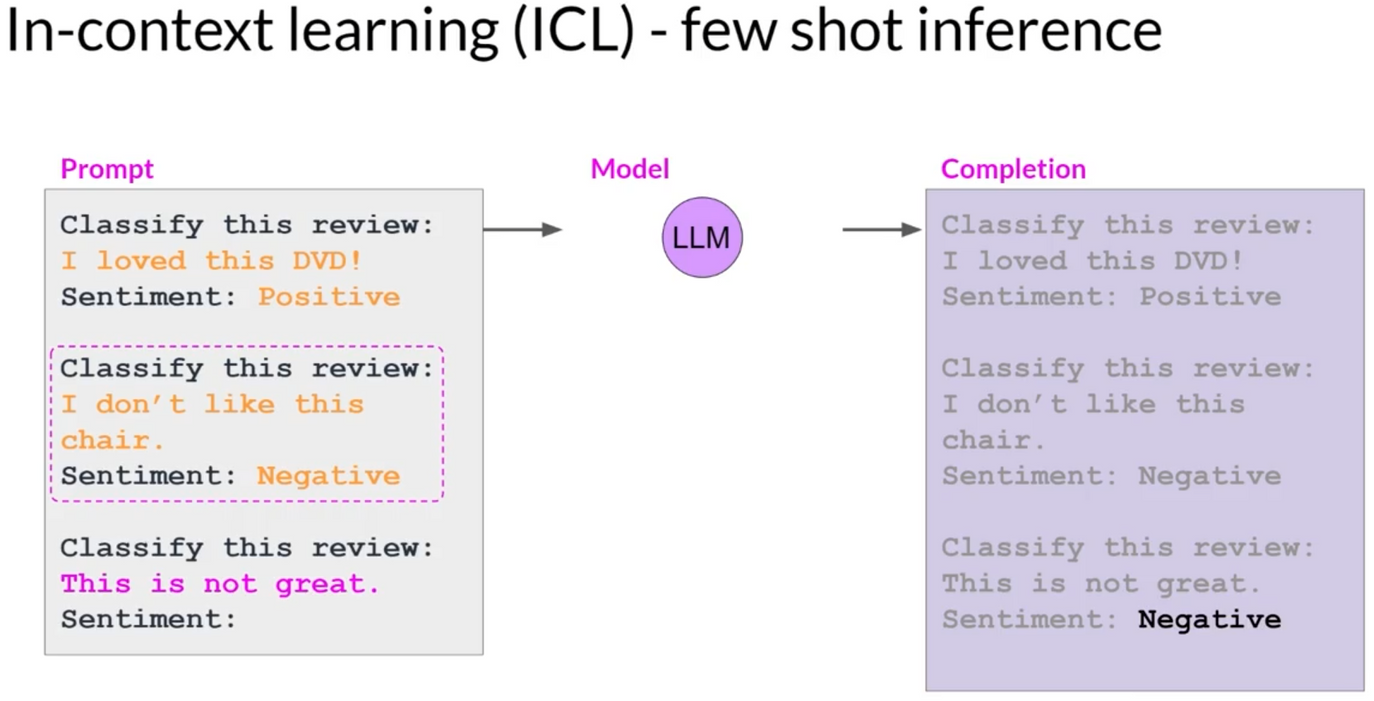 In-context learning (ICL) - few shot inference
Prompt
Classify this review:
I loved this DVD!
Sentiment: Positive
Classify this review:
I don’t like this
chair.
Sentiment: Negative
Classify this review:
This is not great.
Sentiment:
Model
LLM
Completion
Classify this review:
I loved this DVD!
Sentiment: Positive
Classify this review:
I don’t like this
chair.
Sentiment: Negative
Classify this review:
This is not great.
Sentiment: Negative